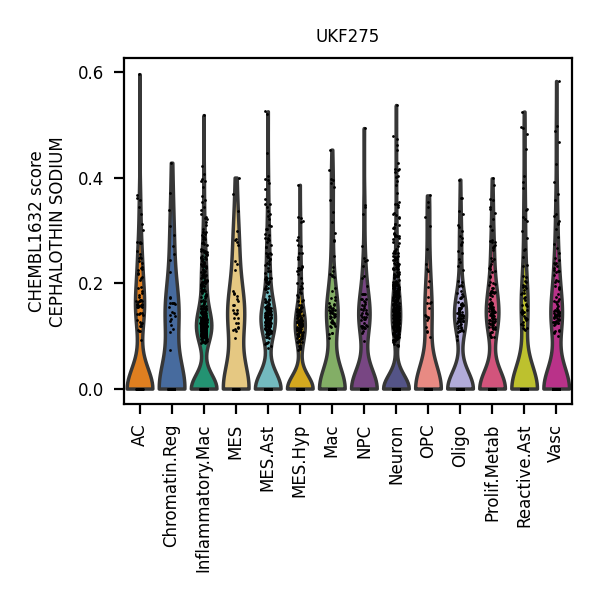 UKF275
CHEMBL1632 score
CEPHALOTHIN SODIUM
0.6
0.4
0.2
0.0
AC
Chromatin.Reg
Inflammatory.Mac
MES
MES.Ast
MES.Hyp
Mac
NPC
Neuron
OPC
Oligo
Prolif.Metab
Reactive.Ast
Vasc